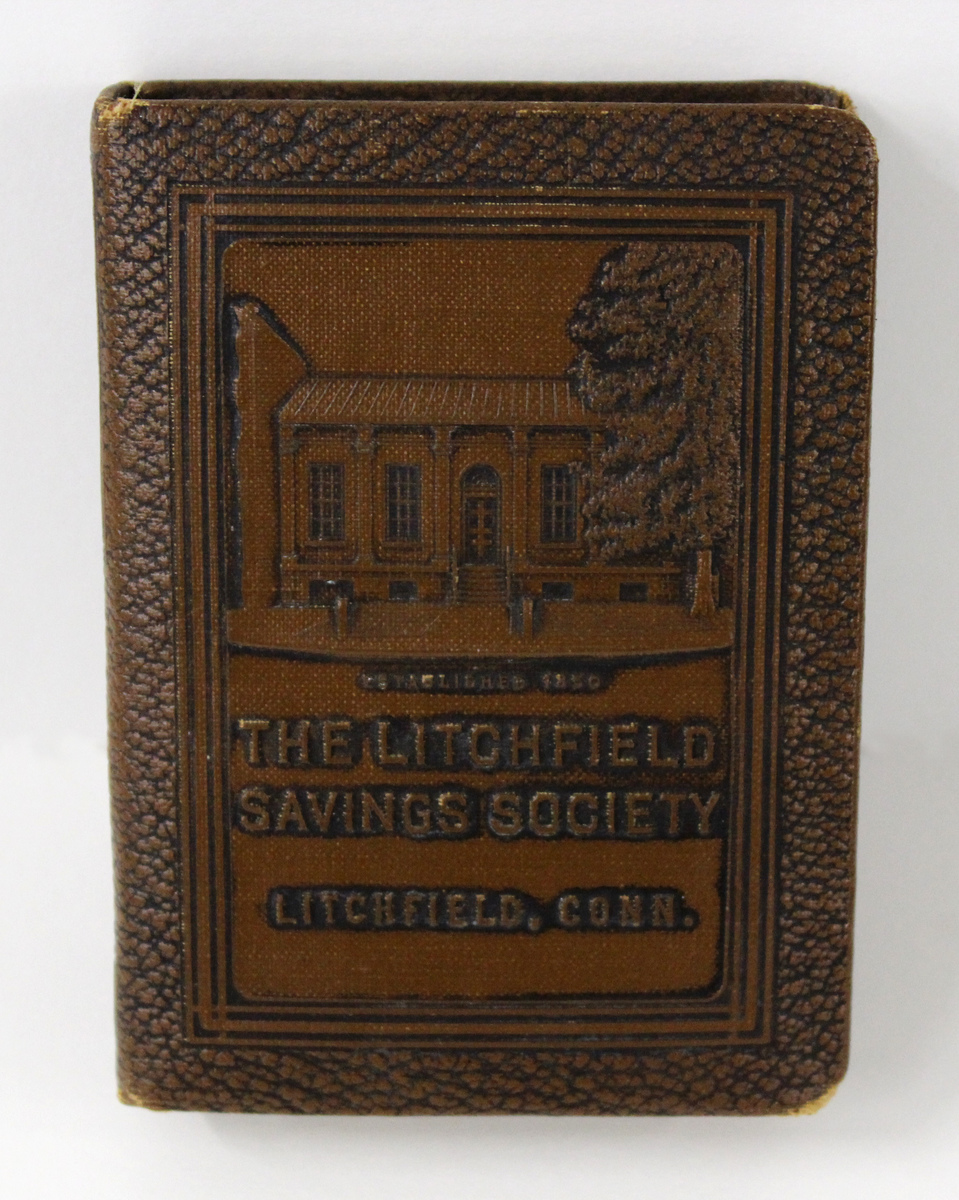 ESTABLISHED 1850
THE LITCHFIELD
SAVINGS SOCIETY
LITCHFIELD, CONN.